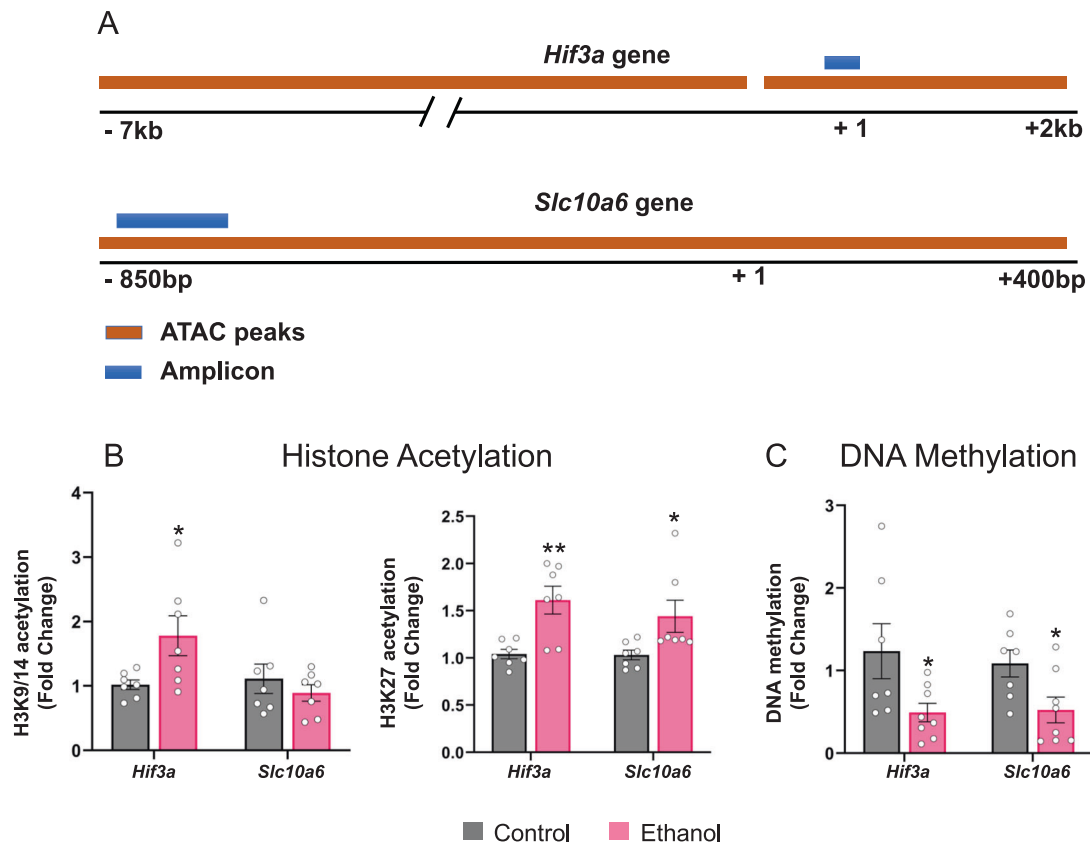 A
Hif3a gene
- 7kb
+ 1
+2kb
Slc10a6 gene
- 850bp
+ 1
+400bp
ATAC peaks
Amplicon
B
Histone Acetylation
H3K9/14 acetylation
(Fold Change)
4
3
2
1
0
*
Hif3a
Slc10a6
H3K27 acetylation
(Fold Change)
2.5
2.0
1.5
1.0
0.5
0.0
**
*
Hif3a
Slc10a6
C
DNA Methylation
DNA methylation
(Fold Change)
3
2
1
0
*
*
Hif3a
Slc10a6
Control
Ethanol